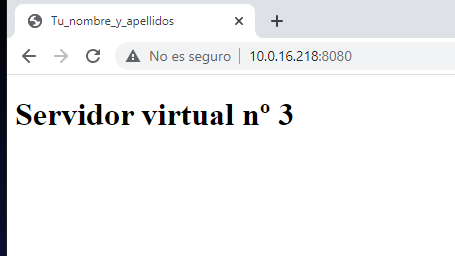 Tu_nombre_y_apellidos
No es seguro | 10.0.16.218:8080
Servidor virtual nº 3